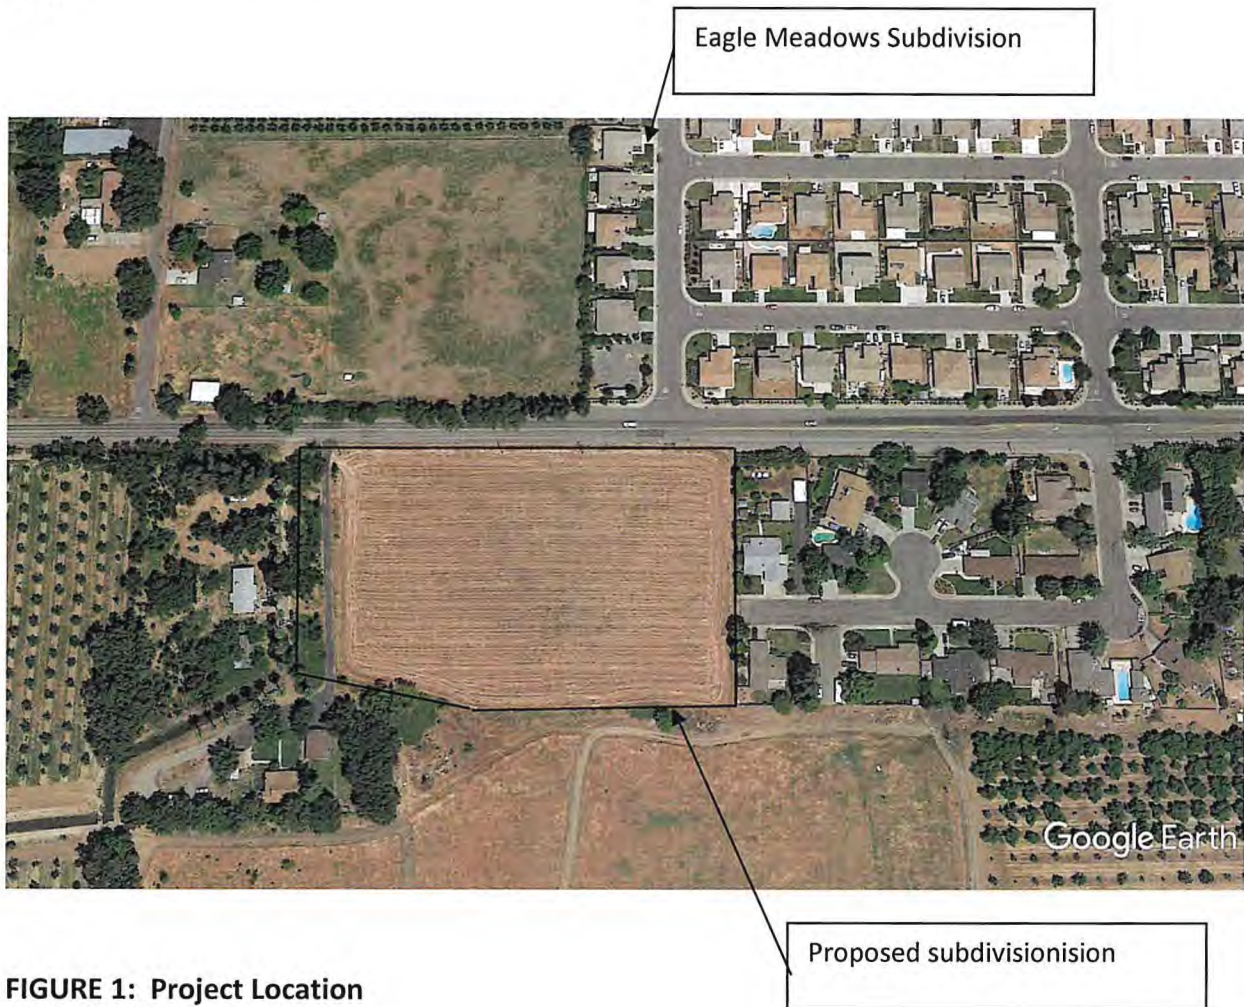 Eagle Meadows Subdivision
Google Earth
Proposed subdivisionision
FIGURE 1: Project Location